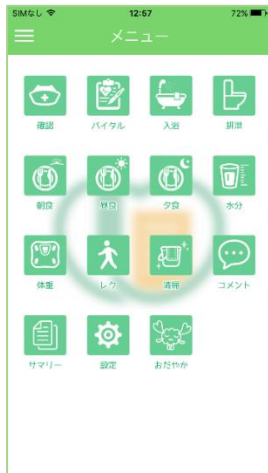 SIMなし 12:57 72%
メニュー
確認 バイタル 入浴 排泄
朝食 昼食 夕食 水分
体重 レク 清掃 コメント
サマリー 設定 おだやか